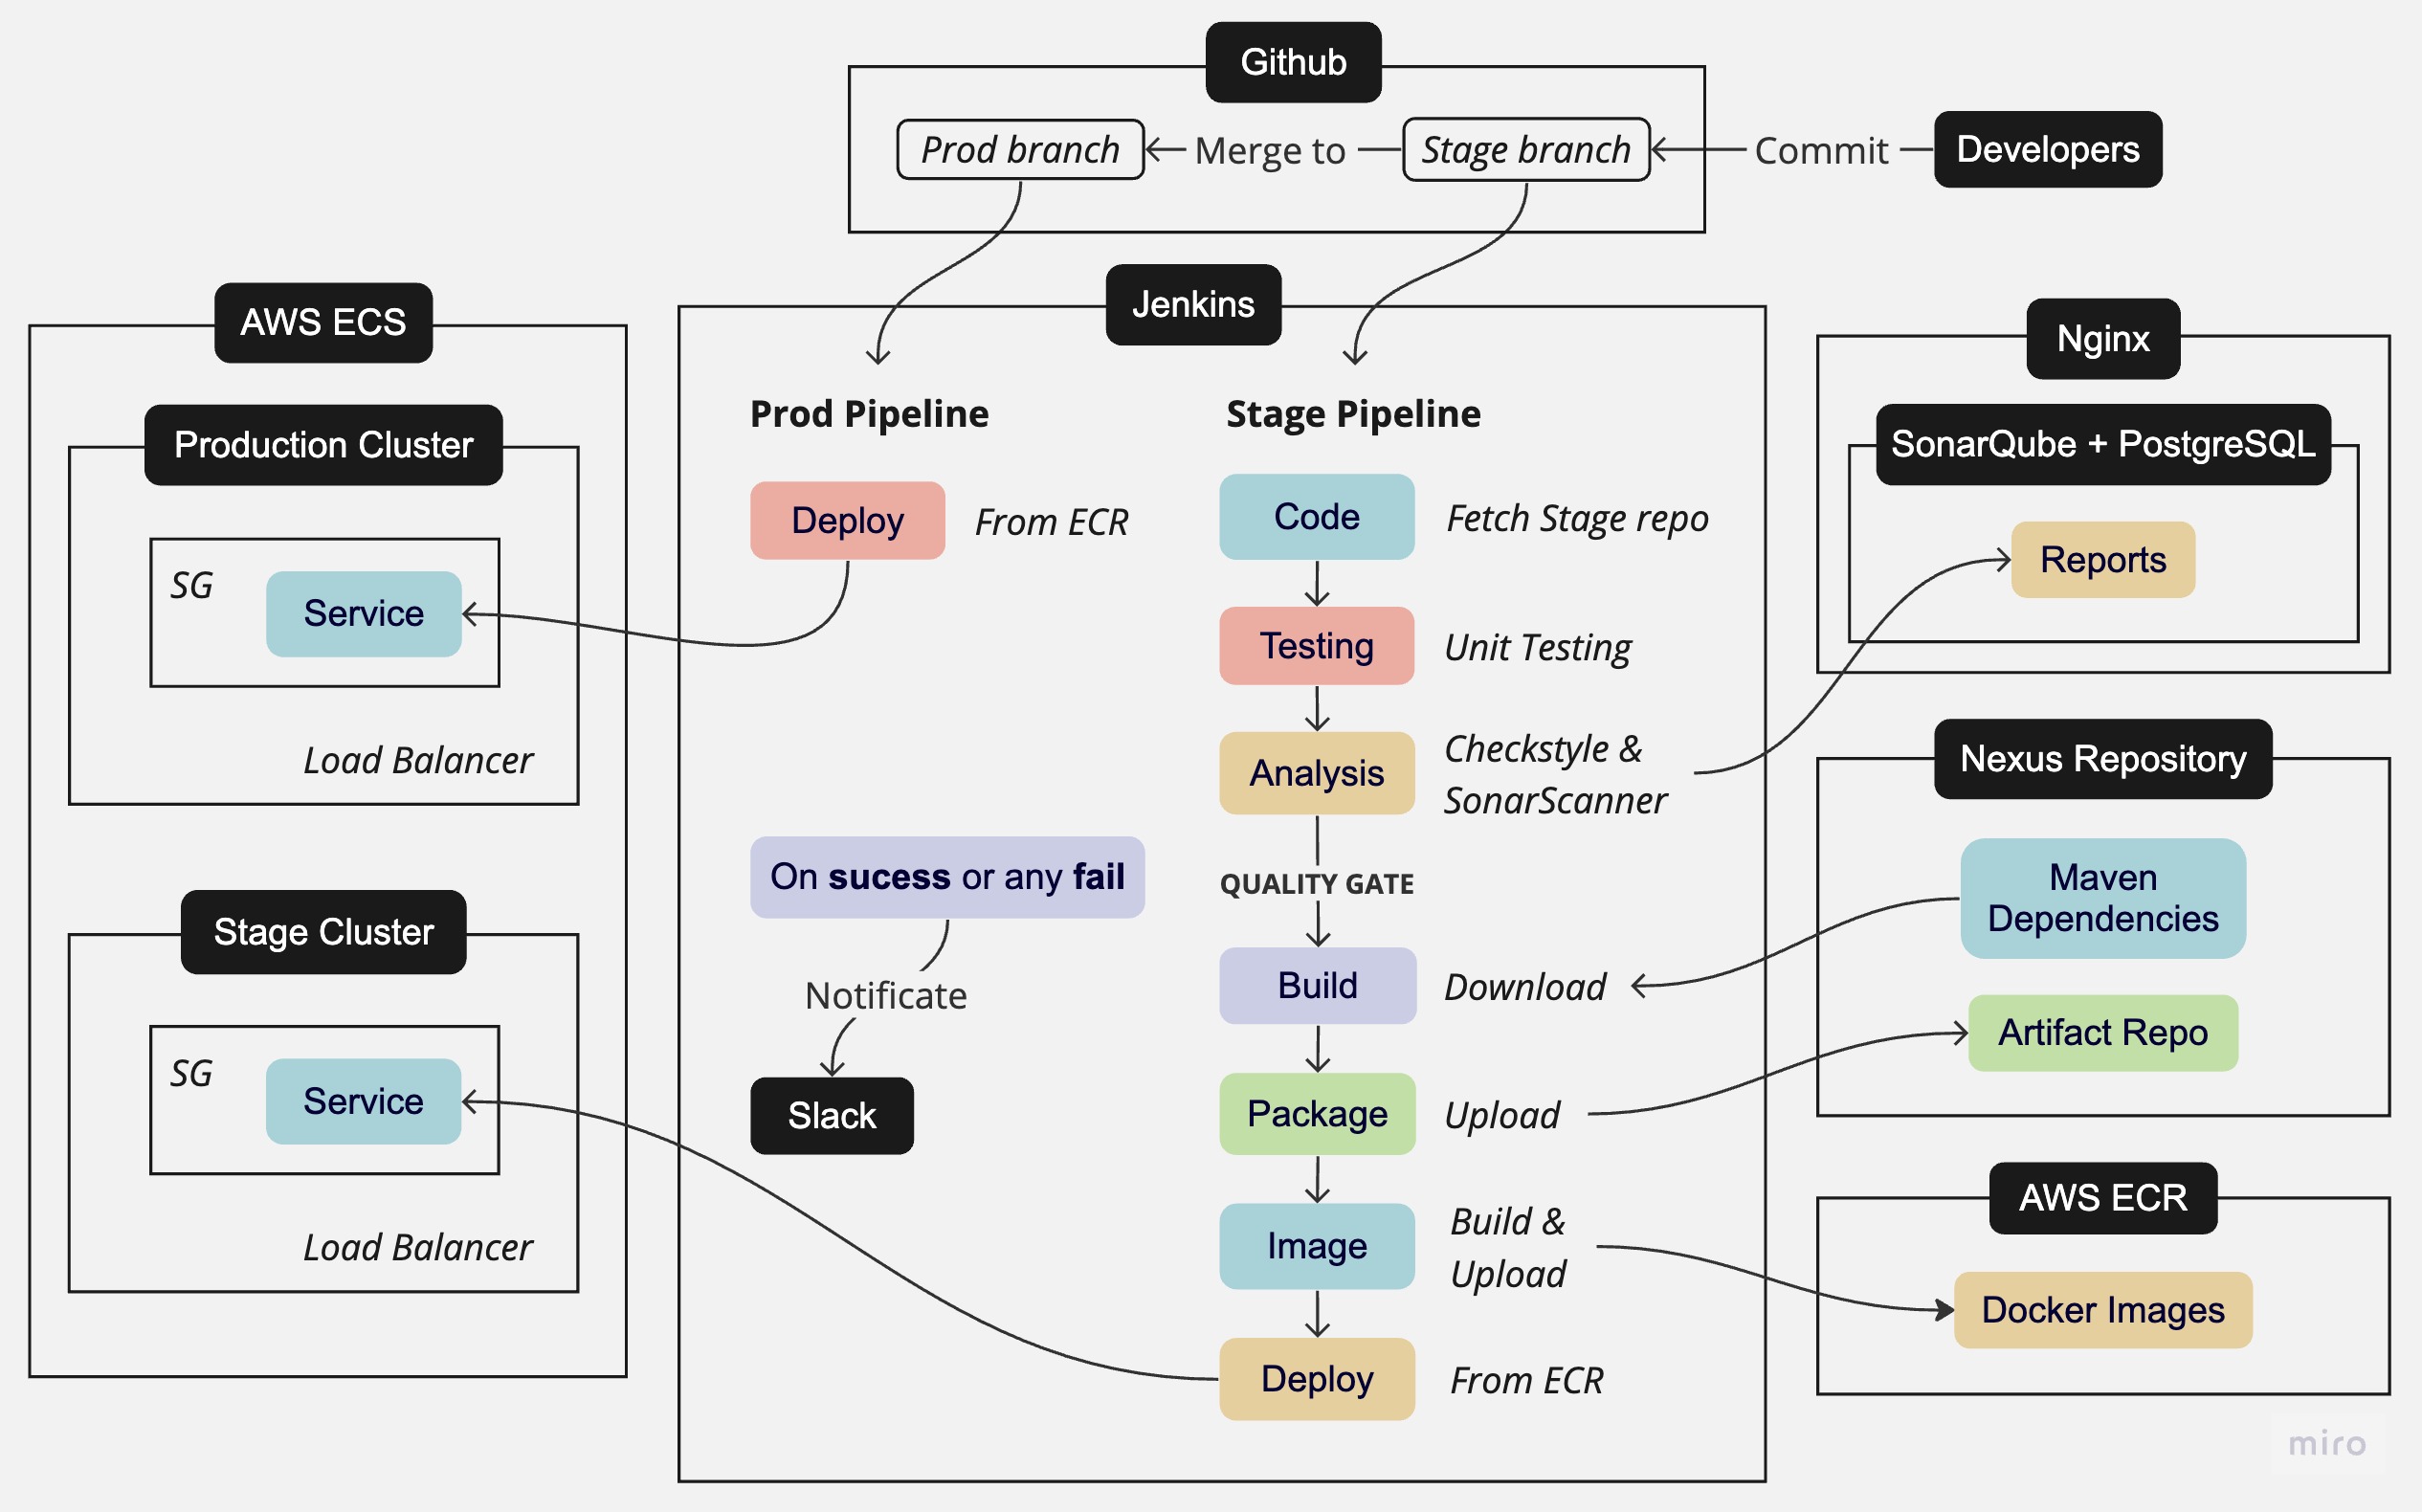 Github
Prod branch
Merge to
Stage branch
Commit
Developers
AWS ECS
Production Cluster
SG
Service
Load Balancer
Stage Cluster
SG
Service
Load Balancer
Jenkins
Prod Pipeline
Deploy
From ECR
On sucess or any fail
Notificate
Slack
Stage Pipeline
Code
Fetch Stage repo
Testing
Unit Testing
Analysis
Checkstyle &
SonarScanner
QUALITY GATE
Build
Download
Package
Upload
Image
Build &
Upload
Deploy
From ECR
Nginx
SonarQube + PostgreSQL
Reports
Nexus Repository
Maven
Dependencies
Artifact Repo
AWS ECR
Docker Images
miro